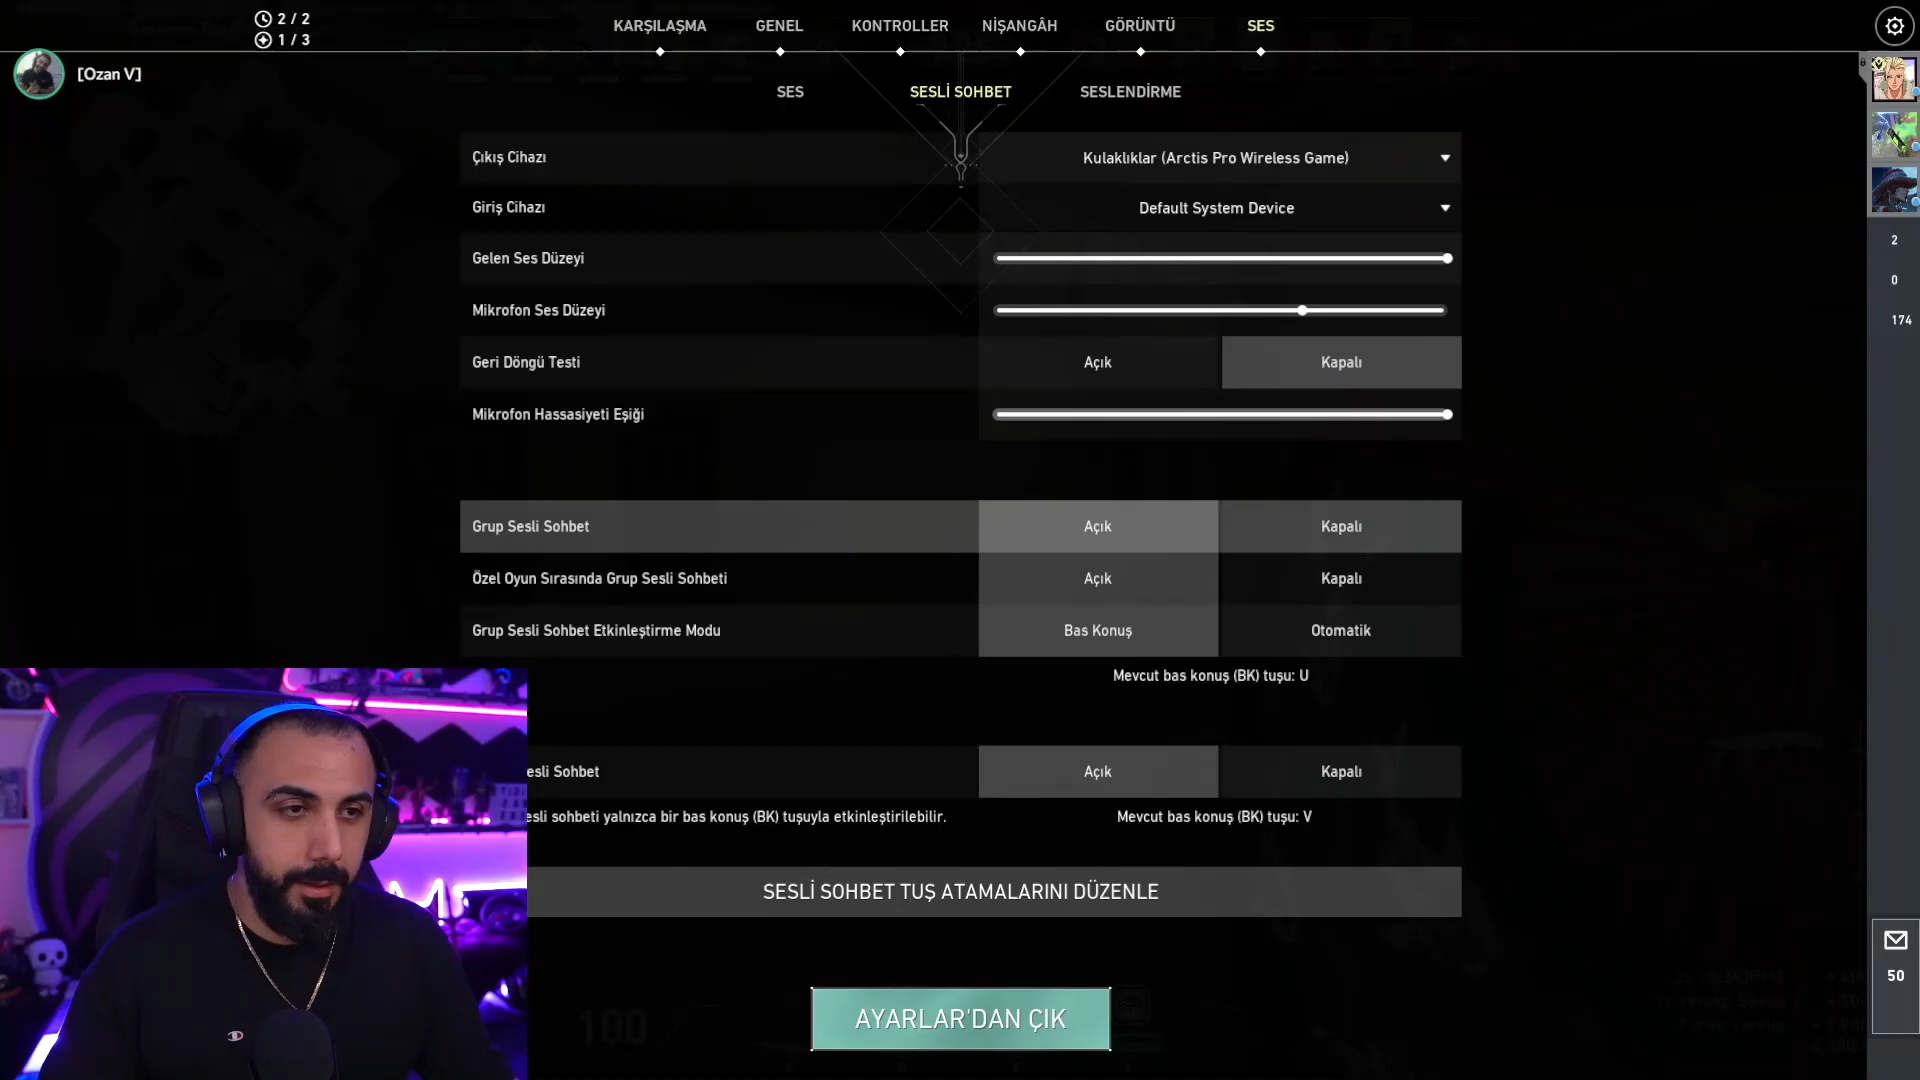 2 / 2
1 / 3
KARŞILAŞMA
GENEL
KONTROLLER
NİŞANGÂH
GÖRÜNTÜ
SES
[Ozan V]
SES
SESLİ SOHBET
SESLENDİRME
Çıkış Cihazı
Kulaklıklar (Arctis Pro Wireless Game)
Giriş Cihazı
Default System Device
Gelen Ses Düzeyi
Mikrofon Ses Düzeyi
Geri Döngü Testi
Açık
Kapalı
Mikrofon Hassasiyeti Eşiği
Grup Sesli Sohbet
Açık
Kapalı
Özel Oyun Sırasında Grup Sesli Sohbeti
Açık
Kapalı
Grup Sesli Sohbet Etkinleştirme Modu
Bas Konuş
Otomatik
Mevcut bas konuş (BK) tuşu: U
esli Sohbet
Açık
Kapalı
esli sohbeti yalnızca bir bas konuş (BK) tuşuyla etkinleştirilebilir.
Mevcut bas konuş (BK) tuşu: V
SESLİ SOHBET TUŞ ATAMALARINI DÜZENLE
AYARLAR'DAN ÇIK
100
2
0
174
50